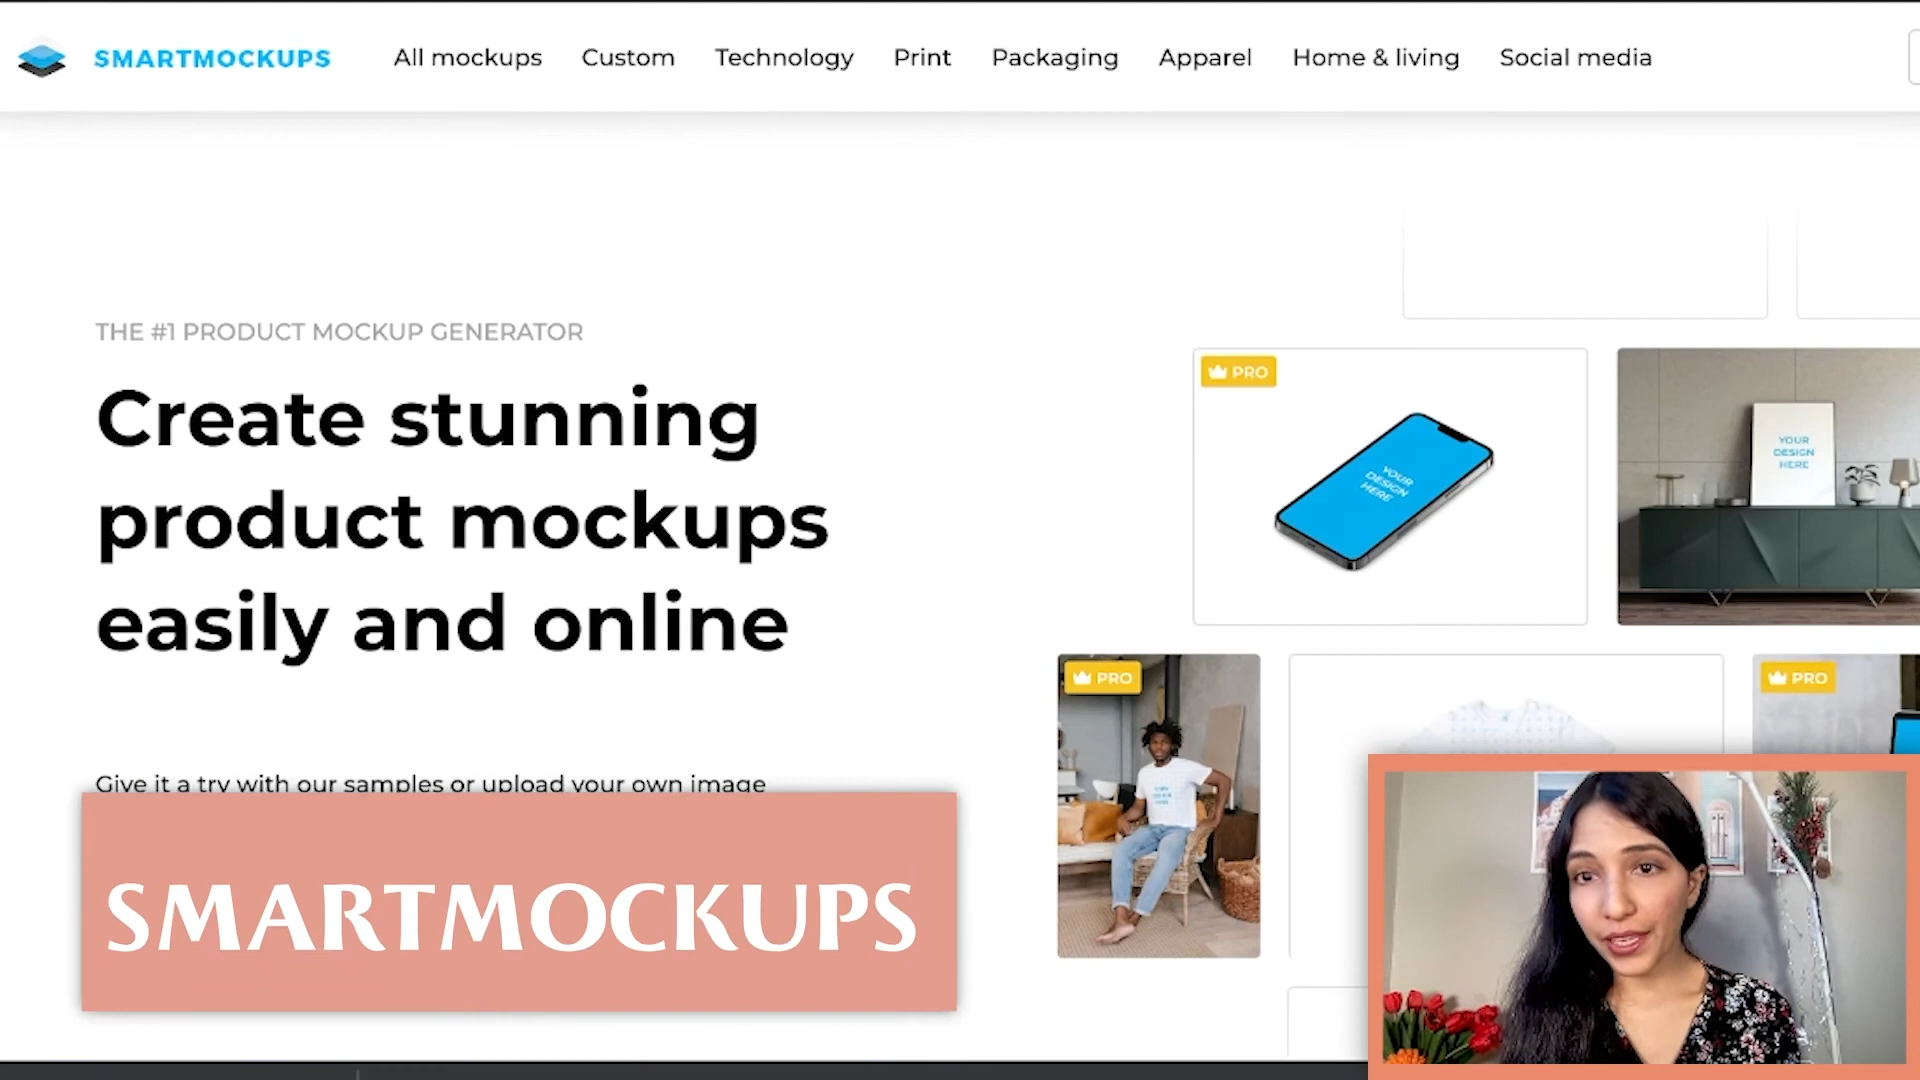 SMARTMOCKUPS
All mockups
Custom
Technology
Print
Packaging
Apparel
Home & living
Social media
THE #1 PRODUCT MOCKUP GENERATOR
Create stunning
product mockups
easily and online
Give it a try with our samples or upload your own image
SMARTMOCKUPS
PRO
YOUR
DESIGN
HERE
YOUR
DESIGN
HERE
PRO
PRO